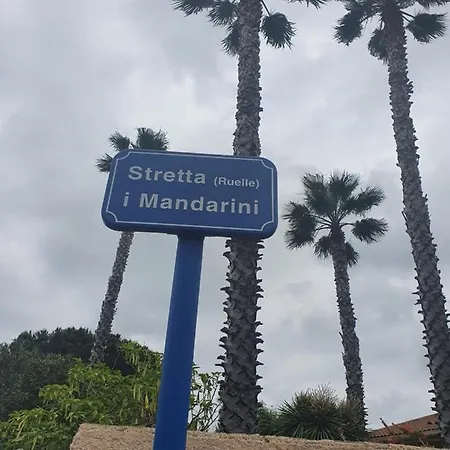 Stretta (Ruelle)
i Mandarini